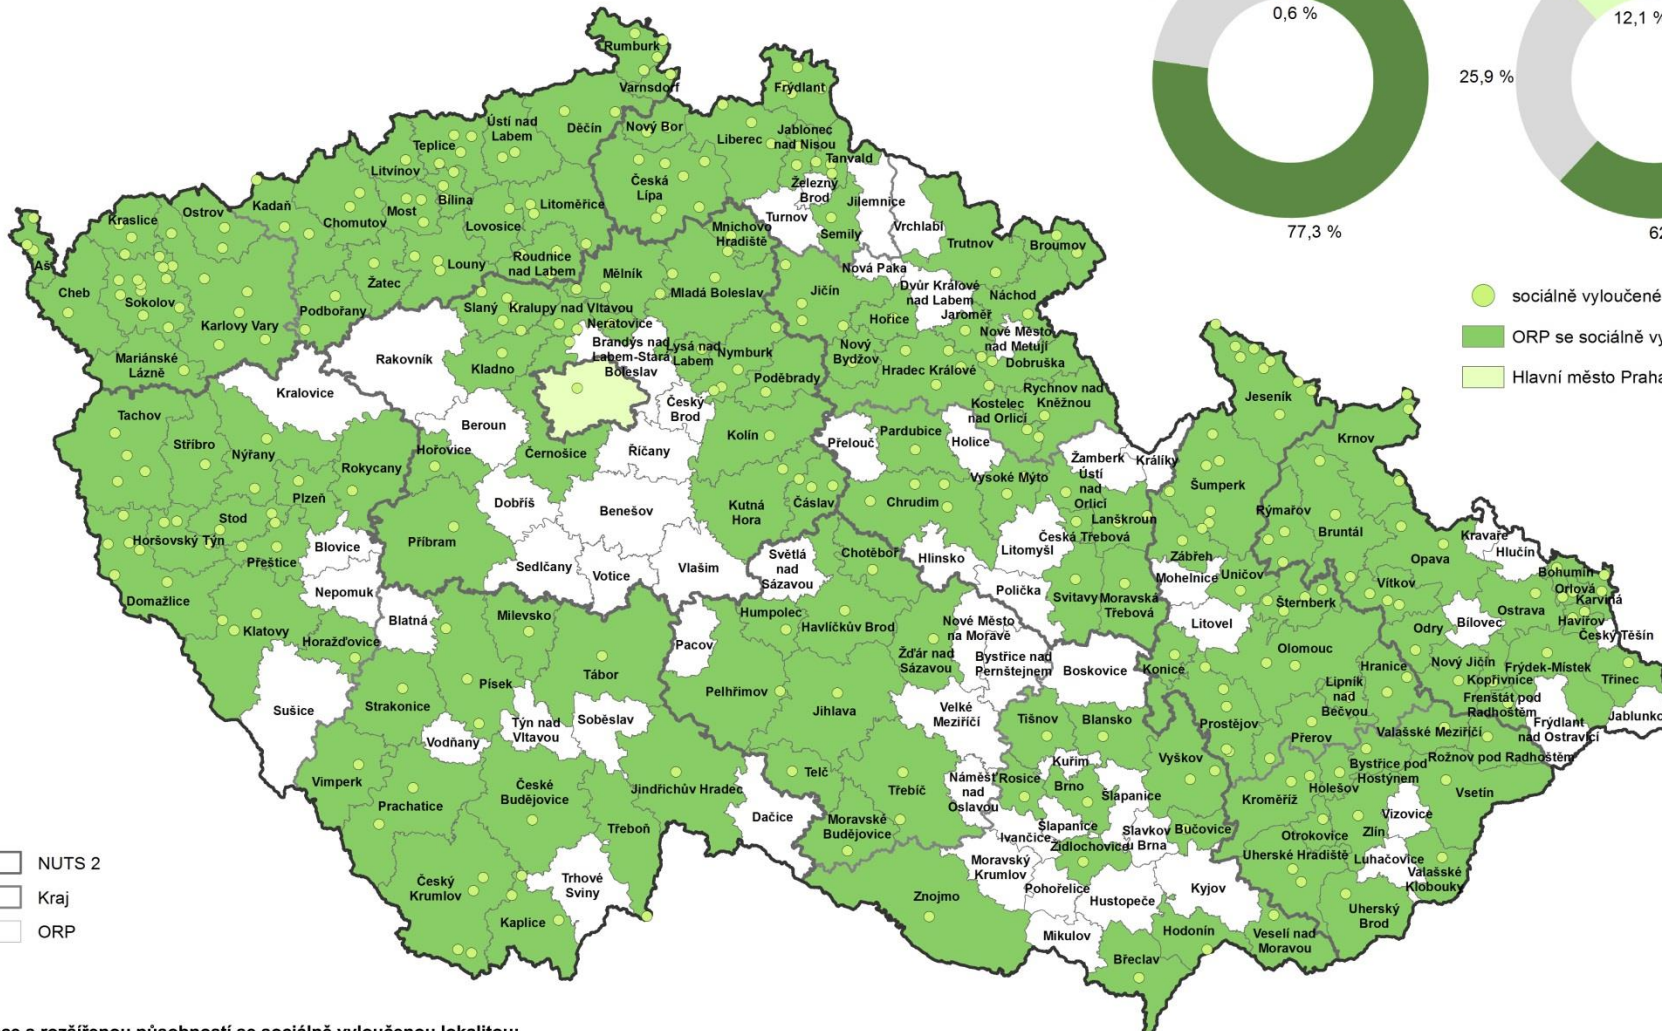 0,6 %
12,1 %
25,9 %
77,3 %
62
sociálně vyloučené
ORP se sociálně vy
Hlavní město Praha
Rumburk
Varnsdorf
Frýdlant
Ústí nad
Labem
Děčín
Nový Bor
Liberec
Jablonec
nad Nisou
Teplice
Tanvald
Litvínov
Česká
Lípa
Železný
Brod
Jilemnice
Kadaň
Ostrov
Kraslice
Chomutov
Most
Bílina
Litoměřice
Lovosice
Turnov
Semily
Vrchlabí
Trutnov
Broumov
Mnichovo
Hradiště
Aš
Cheb
Sokolov
Karlovy Vary
Žatec
Louny
Roudnice
nad Labem
Mělník
Mladá Boleslav
Nová Paka
Jičín
Dvůr Králové
nad Labem
Jaroměř
Náchod
Podbořany
Slaný
Kralupy nad Vltavou
Neratovice
Hořice
Nové Město
nad Metují
Mariánské
Lázně
Rakovník
Kladno
Brandýs nad
Labem-Stará
Boleslav
Lysá nad
Labem
Nymburk
Poděbrady
Nový
Bydžov
Hradec Králové
Dobruška
Rychnov nad
Kněžnou
Kostelec
nad Orlicí
Kralovice
Beroun
Český
Brod
Kolín
Říčany
Černošice
Hořovice
Přelouč
Pardubice
Holice
Žamberk
Králíky
Jeseník
Krnov
Tachov
Stříbro
Nýřany
Rokycany
Plzeň
Dobříš
Benešov
Kutná
Hora
Čáslav
Chrudim
Vysoké Mýto
Ústí
nad
Orlicí
Lanškroun
Šumperk
Rýmařov
Bruntál
Stod
Horšovský Týn
Blovice
Přeštice
Příbram
Sedlčany
Votice
Vlašim
Světlá
nad
Sázavou
Chotěboř
Hlinsko
Litomyšl
Česká Třebová
Zábřeh
Opava
Kravaře
Hlučín
Nepomuk
Domažlice
Klatovy
Horažďovice
Blatná
Milevsko
Humpolec
Havlíčkův Brod
Polička
Svitavy
Moravská
Třebová
Mohelnice
Uničov
Šternberk
Vítkov
Bohumín
Orlová
Karviná
Ostrava
Havířov
Český Těšín
Litovel
Odry
Bílovec
Pacov
Nové Město
na Moravě
Žďár nad
Sázavou
Bystřice nad
Pernštejnem
Boskovice
Konice
Olomouc
Hranice
Nový Jičín
Kopřivnice
Frýdek-Místek
Třinec
Sušice
Strakonice
Písek
Tábor
Pelhřimov
Jihlava
Velké
Meziříčí
Tišnov
Blansko
Prostějov
Lipník
nad
Bečvou
Frenštát pod
Radhoštěm
Frýdlant
nad Ostravicí
Jablunko
Vodňany
Týn nad
Vltavou
Soběslav
Přerov
Valašské Meziříčí
Rožnov pod Radhoštěm
Vimperk
Prachatice
České
Budějovice
Jindřichův Hradec
Telč
Třebíč
Náměšť
nad
Oslavou
Rosice
Kuřim
Brno
Šlapanice
Vyškov
Kroměříž
Holešov
Bystřice pod
Hostýnem
Vsetín
Třeboň
Dačice
Moravské
Budějovice
Ivančice
Šlapanice
Židlochovice
Slavkov
u Brna
Bučovice
Otrokovice
Zlín
Vizovice
Český
Krumlov
Trhové
Sviny
Kaplice
Znojmo
Moravský
Krumlov
Pohořelice
Hustopeče
Kyjov
Uherské Hradiště
Luhačovice
Valašské
Klobouky
Uherský
Brod
Mikulov
Hodonín
Veselí nad
Moravou
Břeclav
NUTS 2
Kraj
ORP
ce s rozšířenou působností se sociálně vyloučenou lokalitou: